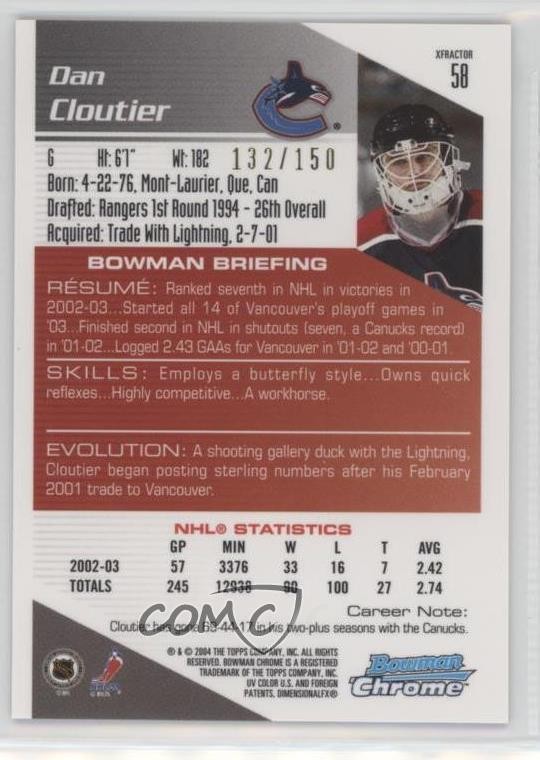 XFRACTOR
58
Dan
Cloutier
G Ht: 6'1" Wt: 182 132/150
Born: 4-22-76, Mont-Laurier, Que, Can
Drafted: Rangers 1st Round 1994 - 26th Overall
Acquired: Trade With Lightning, 2-7-01
BOWMAN BRIEFING
RÉSUMÉ: Ranked seventh in NHL in victories in
2002-03...Started all 14 of Vancouver's playoff games in
'03...Finished second in NHL in shutouts (seven, a Canucks record)
in '01-02...Logged 2.43 GAAs for Vancouver in '01-02 and '00-01.
SKILLS: Employs a butterfly style...Owns quick
reflexes...Highly competitive...A workhorse.
EVOLUTION: A shooting gallery duck with the Lightning,
Cloutier began posting sterling numbers after his February
2001 trade to Vancouver.
NHL® STATISTICS
GP MIN W L T AVG
2002-03 57 3376 33 16 7 2.42
TOTALS 245 100 27 2.74
COMC
Career Note:
Cloutier has gone 69-44-17 in his two-plus seasons with the Canucks.
® & © 2004 THE TOPPS COMPANY, INC. ALL RIGHTS
RESERVED. BOWMAN CHROME IS A REGISTERED
TRADEMARK OF THE TOPPS COMPANY, INC.
UV COLOR U.S. AND FOREIGN
PATENTS, DIMENSIONALFX®
Bowman
Chrome